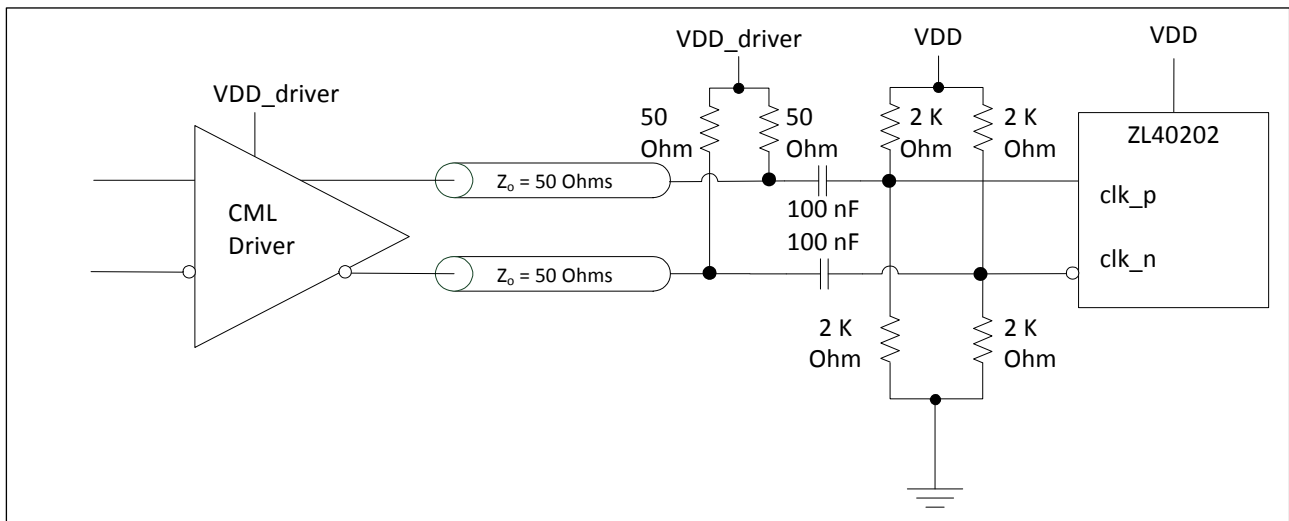 VDD_driver
VDD
VDD
VDD_driver
50
Ohm
50
Ohm
2 K
Ohm
2 K
Ohm
ZL40202
Zₒ = 50 Ohms
clk_p
CML
Driver
100 nF
100 nF
clk_n
Zₒ = 50 Ohms
2 K
Ohm
2 K
Ohm